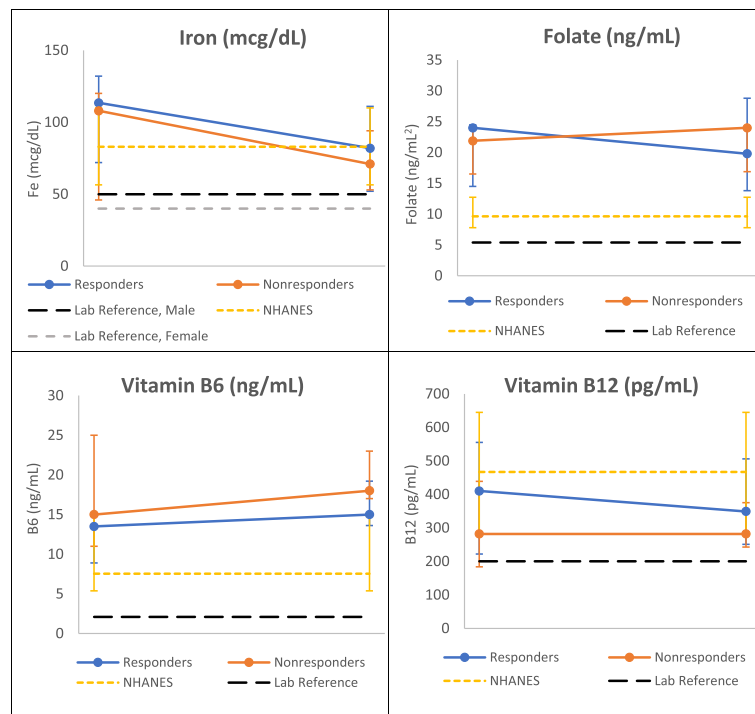 Iron (mcg/dL)
150
100
50
0
Fe (mcg/dL)
Responders Nonresponders
Lab Reference, Male NHANES
Lab Reference, Female
Folate (ng/mL)
35
30
25
20
15
10
5
0
Folate (ng/mL²)
Responders Nonresponders
NHANES Lab Reference
Vitamin B6 (ng/mL)
30
25
20
15
10
5
0
B6 (ng/mL)
Responders Nonresponders
NHANES Lab Reference
Vitamin B12 (pg/mL)
700
600
500
400
300
200
100
0
B12 (pg/mL)
Responders Nonresponders
NHANES Lab Reference